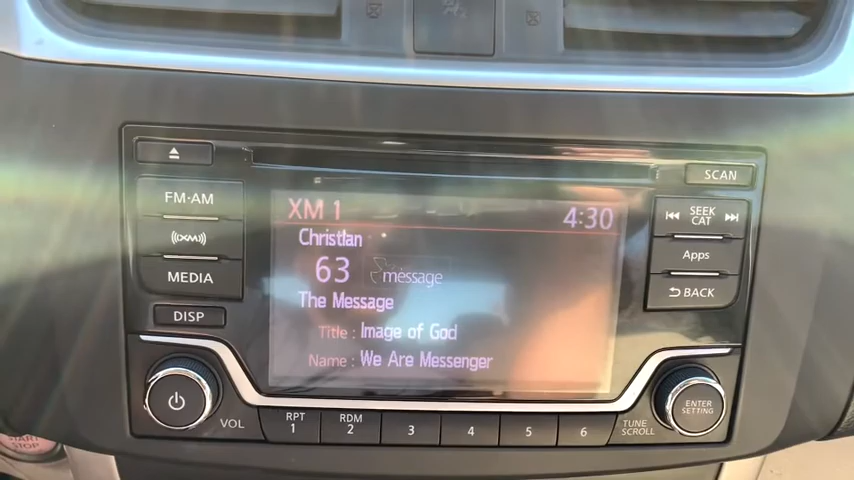 SCAN
FM·AM
XM 1 4:30
SEEK
CAT
((XM))
Christian
63 message
Apps
MEDIA
The Message
BACK
DISP
Title : Image of God
Name : We Are Messenger
ENTER
SETTING
VOL
RPT
1
RDM
2
3
4
5
6
TUNE
SCROLL
START
STOP